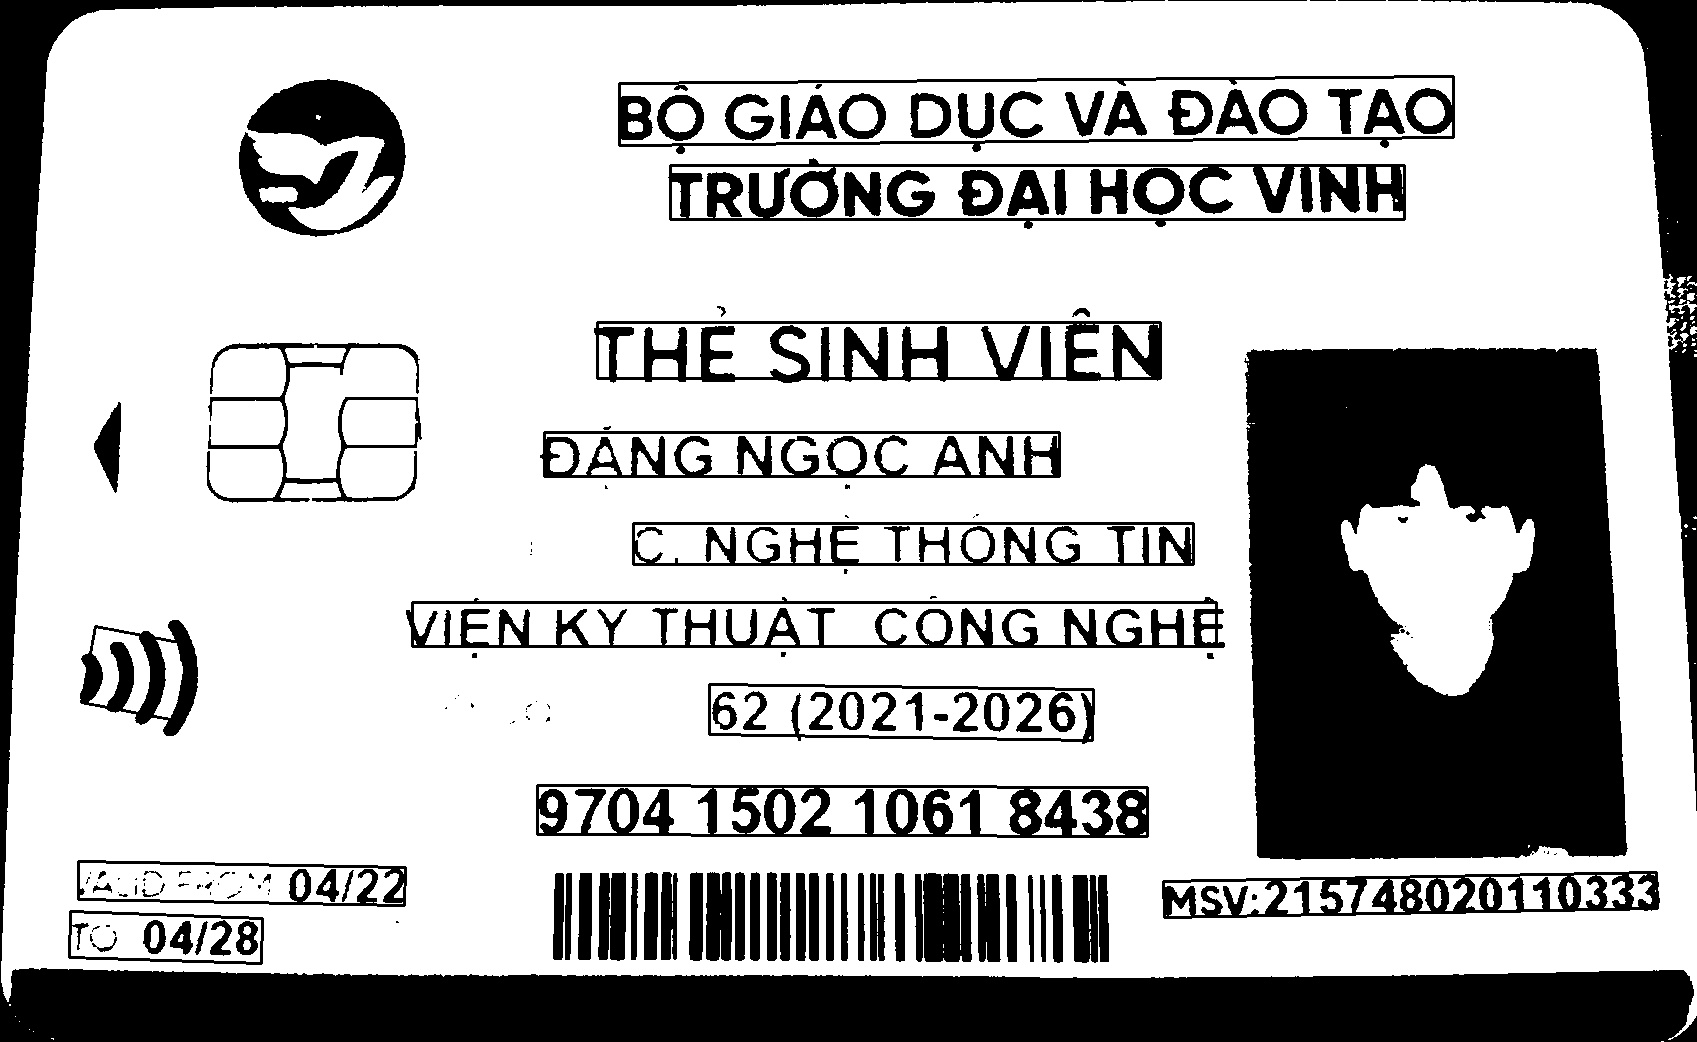 BỘ GIÁO DỤC VÀ ĐÀO TẠO
TRƯỜNG ĐẠI HỌC VINH
THẺ SINH VIÊN
ĐẶNG NGỌC ANH
C. NGHỆ THÔNG TIN
VIỆN KỸ THUẬT CÔNG NGHỆ
62 (2021-2026)
9704 1502 1061 8438
VALID FROM 04/22
TO 04/28
MSV:215748020110333